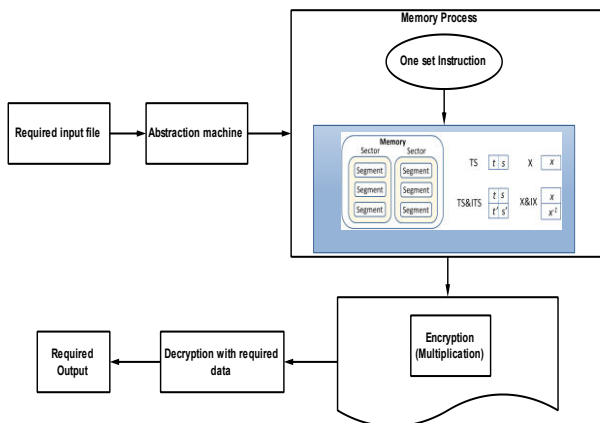 Memory Process
One set Instruction
Required input file
Abstraction machine
Memory
Sector Sector
Segment Segment
Segment Segment
Segment Segment
TS t s X x
TS&ITS t s X&IX x
t' s' x⁻¹
Encryption
(Multiplication)
Decryption with required
data
Required
Output